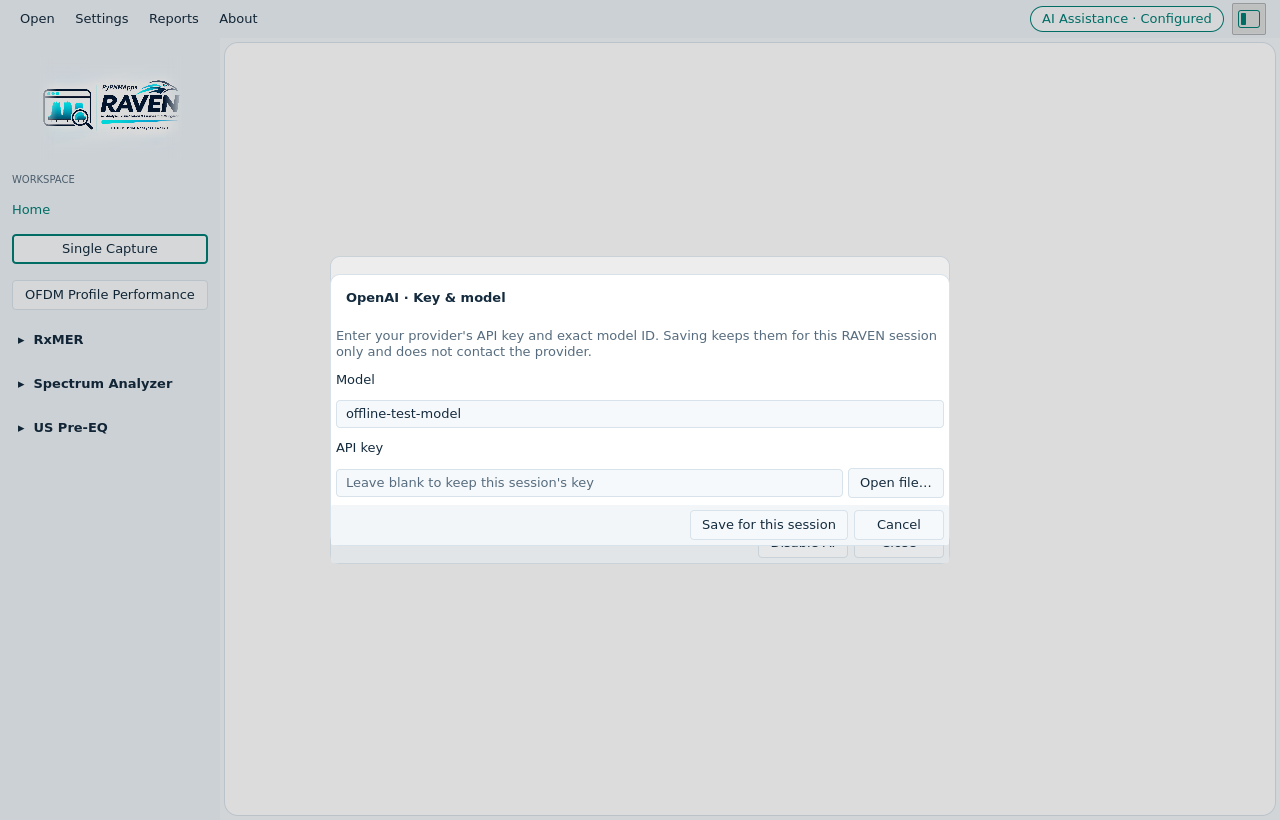 Open Settings Reports About
AI Assistance · Configured
PyPNMApps
RAVEN
WORKSPACE
Home
Single Capture
OFDM Profile Performance
▸ RxMER
▸ Spectrum Analyzer
▸ US Pre-EQ
OpenAI · Key & model
Enter your provider's API key and exact model ID. Saving keeps them for this RAVEN session
only and does not contact the provider.
Model
offline-test-model
API key
Leave blank to keep this session's key
Open file…
Save for this session
Cancel